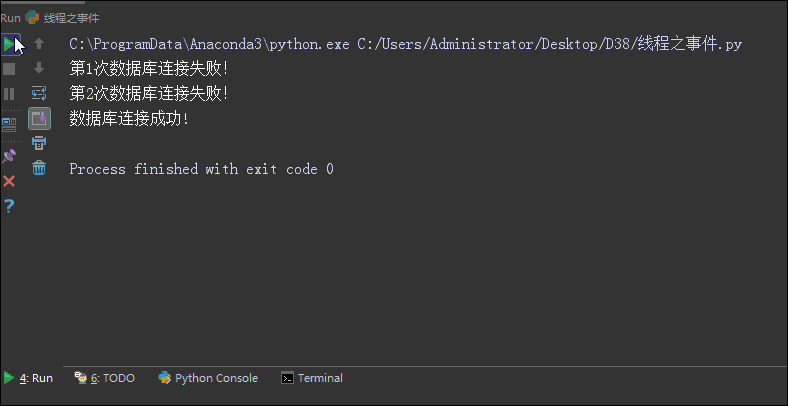 Run 线程之事件
C:\ProgramData\Anaconda3\python.exe C:/Users/Administrator/Desktop/D38/线程之事件.py
第1次数据库连接失败!
第2次数据库连接失败!
数据库连接成功!
Process finished with exit code 0
4: Run 6: TODO Python Console Terminal